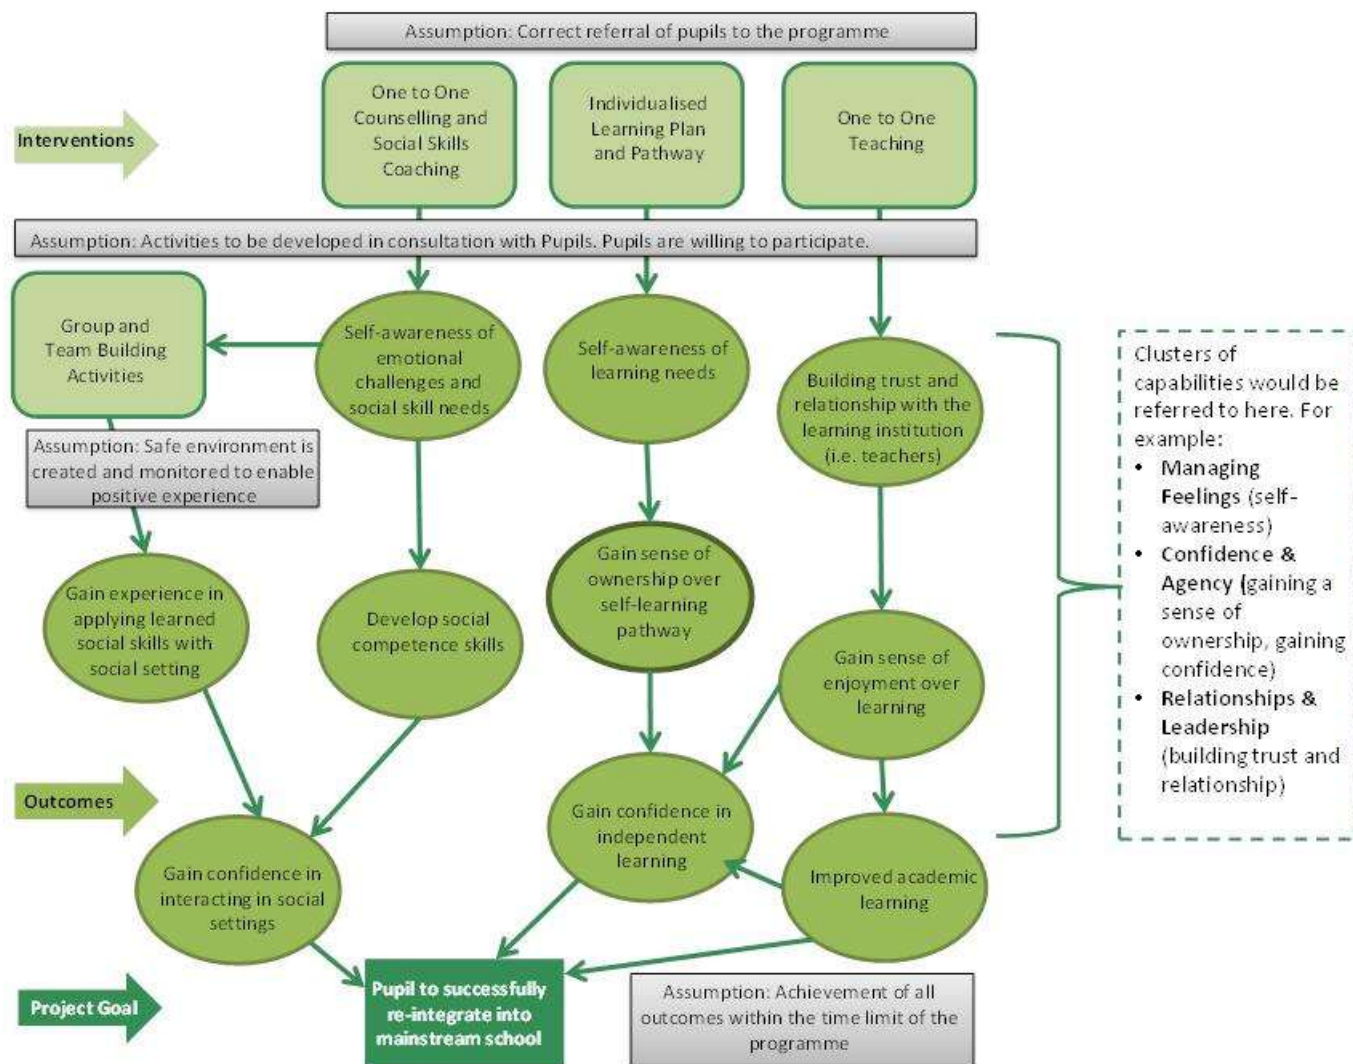 Assumption: Correct referral of pupils to the programme
Interventions
One to One
Counselling and
Social Skills
Coaching
Individualised
Learning Plan
and Pathway
One to One
Teaching
Assumption: Activities to be developed in consultation with Pupils. Pupils are willing to participate.
Group and
Team Building
Activities
Self-awareness of
emotional
challenges and
social skill needs
Self-awareness of
learning needs
Building trust and
relationship with the
learning institution
(i.e. teachers)
Assumption: Safe environment is
created and monitored to enable
positive experience
Gain experience in
applying learned
social skills with
social setting
Develop social
competence skills
Gain sense of
ownership over
self-learning
pathway
Gain sense of
enjoyment over
learning
Clusters of
capabilities would be
referred to here. For
example:
• Managing
Feelings (self-
awareness)
• Confidence &
Agency (gaining a
sense of
ownership, gaining
confidence)
• Relationships &
Leadership
(building trust and
relationship)
Outcomes
Gain confidence in
interacting in social
settings
Gain confidence in
independent
learning
Improved academic
learning
Project Goal
Pupil to successfully
re-integrate into
mainstream school
Assumption: Achievement of all
outcomes within the time limit of the
programme